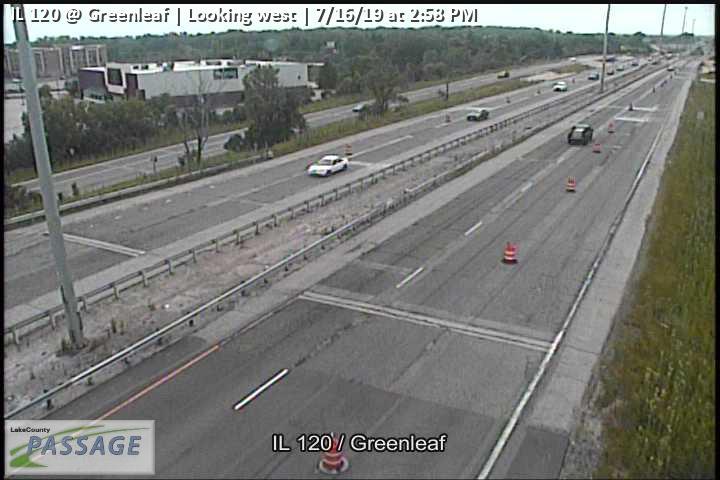 IL 120 @ Greenleaf | Looking west | 7/16/19 at 2:58 PM
IL 120 / Greenleaf
LakeCounty
PASSAGE